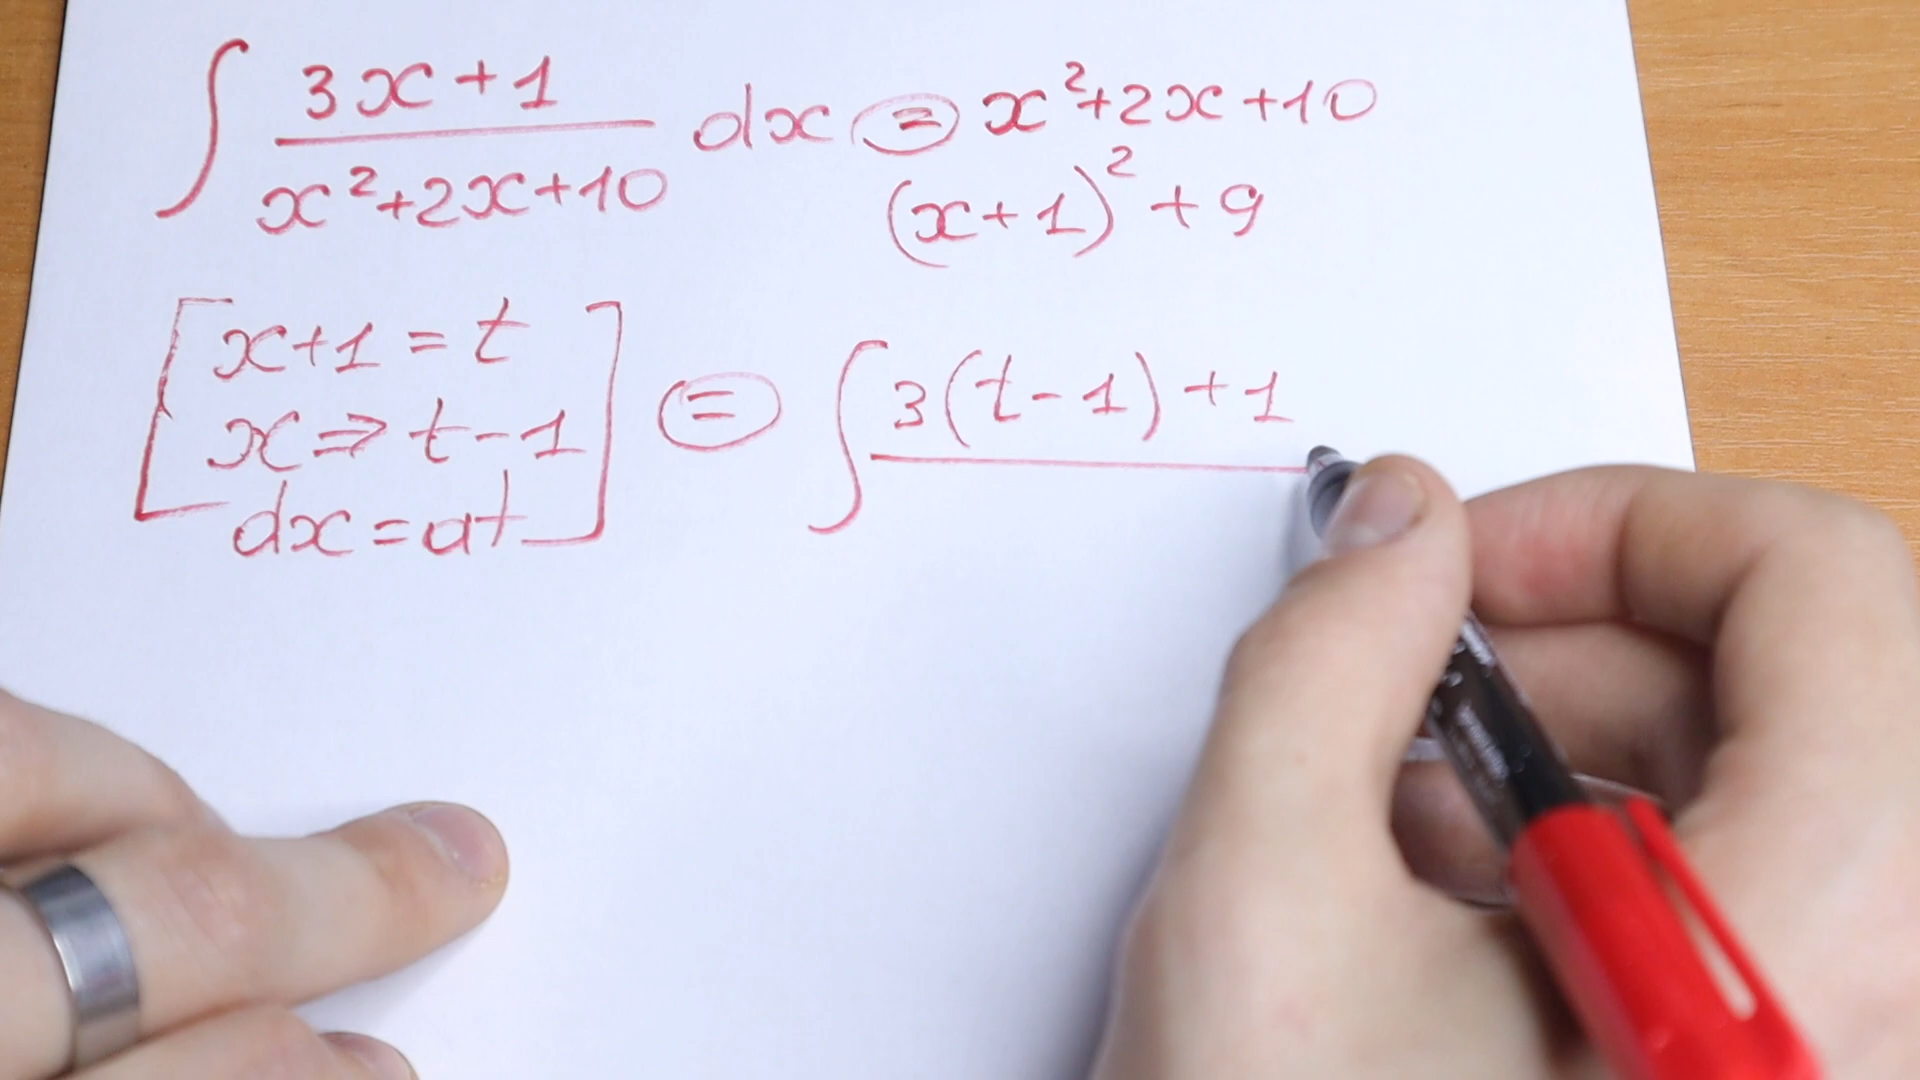 ∫ (3x+1)/(x²+2x+10) dx = x²+2x+10
(x+1)² + 9
[x+1 = t
x ⇒ t-1
dx = dt] = ∫ 3(t-1)+1